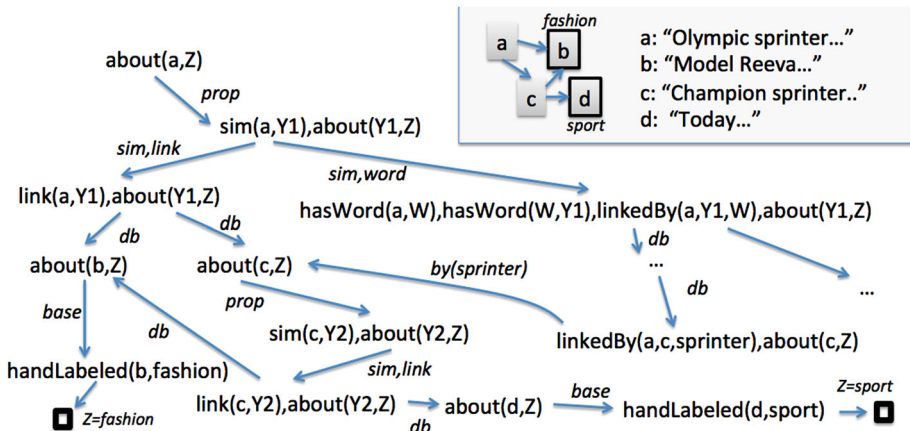 fashion
a
b
c
d
sport
a: “Olympic sprinter...”
b: “Model Reeva...”
c: “Champion sprinter..”
d: “Today...”
about(a,Z)
prop
sim(a,Y1),about(Y1,Z)
sim,link
sim,word
link(a,Y1),about(Y1,Z)
hasWord(a,W),hasWord(W,Y1),linkedBy(a,Y1,W),about(Y1,Z)
db
db
db
...
about(b,Z)
about(c,Z)
by(sprinter)
...
base
prop
db
db
sim(c,Y2),about(Y2,Z)
linkedBy(a,c,sprinter),about(c,Z)
handLabeled(b,fashion)
sim,link
Z=fashion
link(c,Y2),about(Y2,Z)
db
about(d,Z)
base
handLabeled(d,sport)
Z=sport